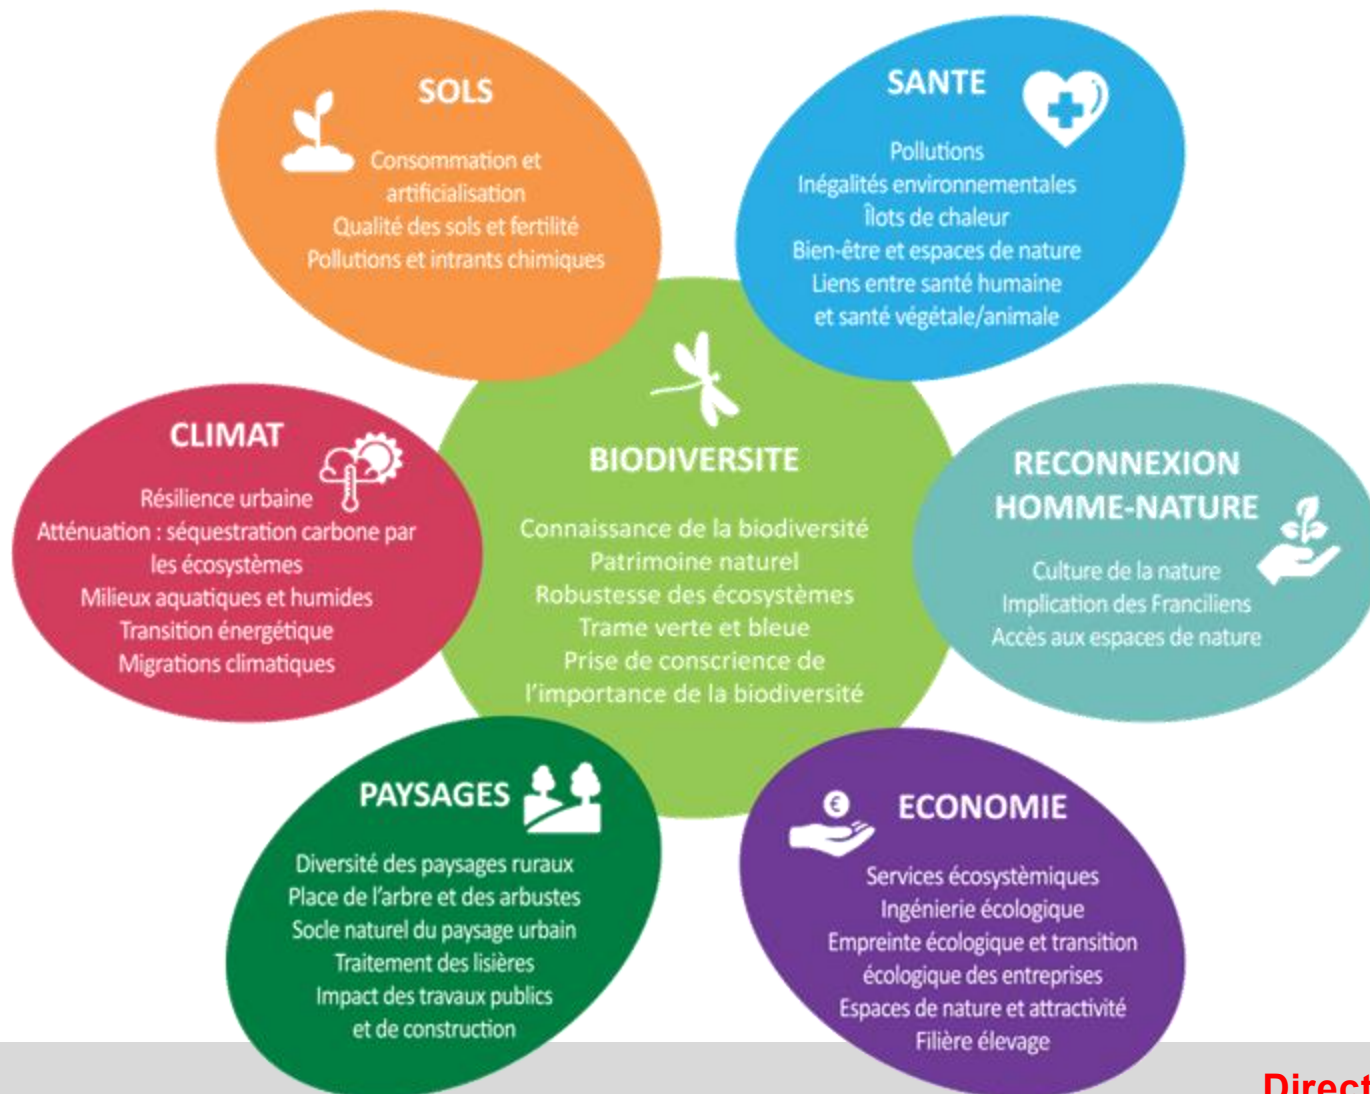 SOLS
Consommation et
artificialisation
Qualité des sols et fertilité
Pollutions et intrants chimiques
SANTE
Pollutions
Inégalités environnementales
Îlots de chaleur
Bien-être et espaces de nature
Liens entre santé humaine
et santé végétale/animale
CLIMAT
Résilience urbaine
Atténuation : séquestration carbone par
les écosystèmes
Milieux aquatiques et humides
Transition énergétique
Migrations climatiques
BIODIVERSITE
Connaissance de la biodiversité
Patrimoine naturel
Robustesse des écosystèmes
Trame verte et bleue
Prise de conscrience de
l'importance de la biodiversité
RECONNEXION
HOMME-NATURE
Culture de la nature
Implication des Franciliens
Accès aux espaces de nature
PAYSAGES
Diversité des paysages ruraux
Place de l'arbre et des arbustes
Socle naturel du paysage urbain
Traitement des lisières
Impact des travaux publics
et de construction
€
ECONOMIE
Services écosystèmiques
Ingénierie écologique
Empreinte écologique et transition
écologique des entreprises
Espaces de nature et attractivité
Filière élevage
Direct